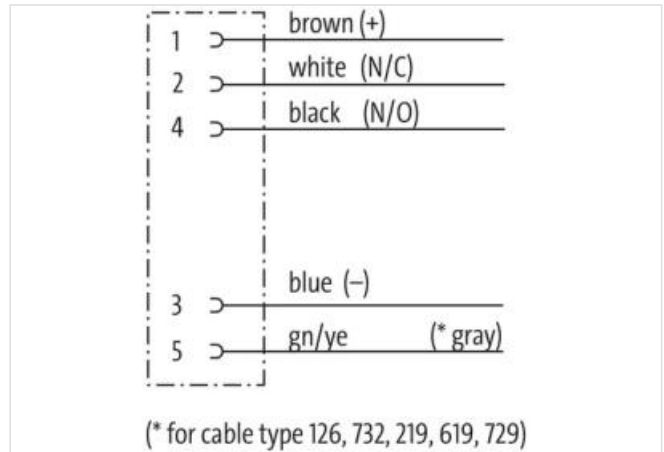 1 brown (+)
2 white (N/C)
4 black (N/O)
3 blue (–)
5 gn/ye (* gray)
(* for cable type 126, 732, 219, 619, 729)